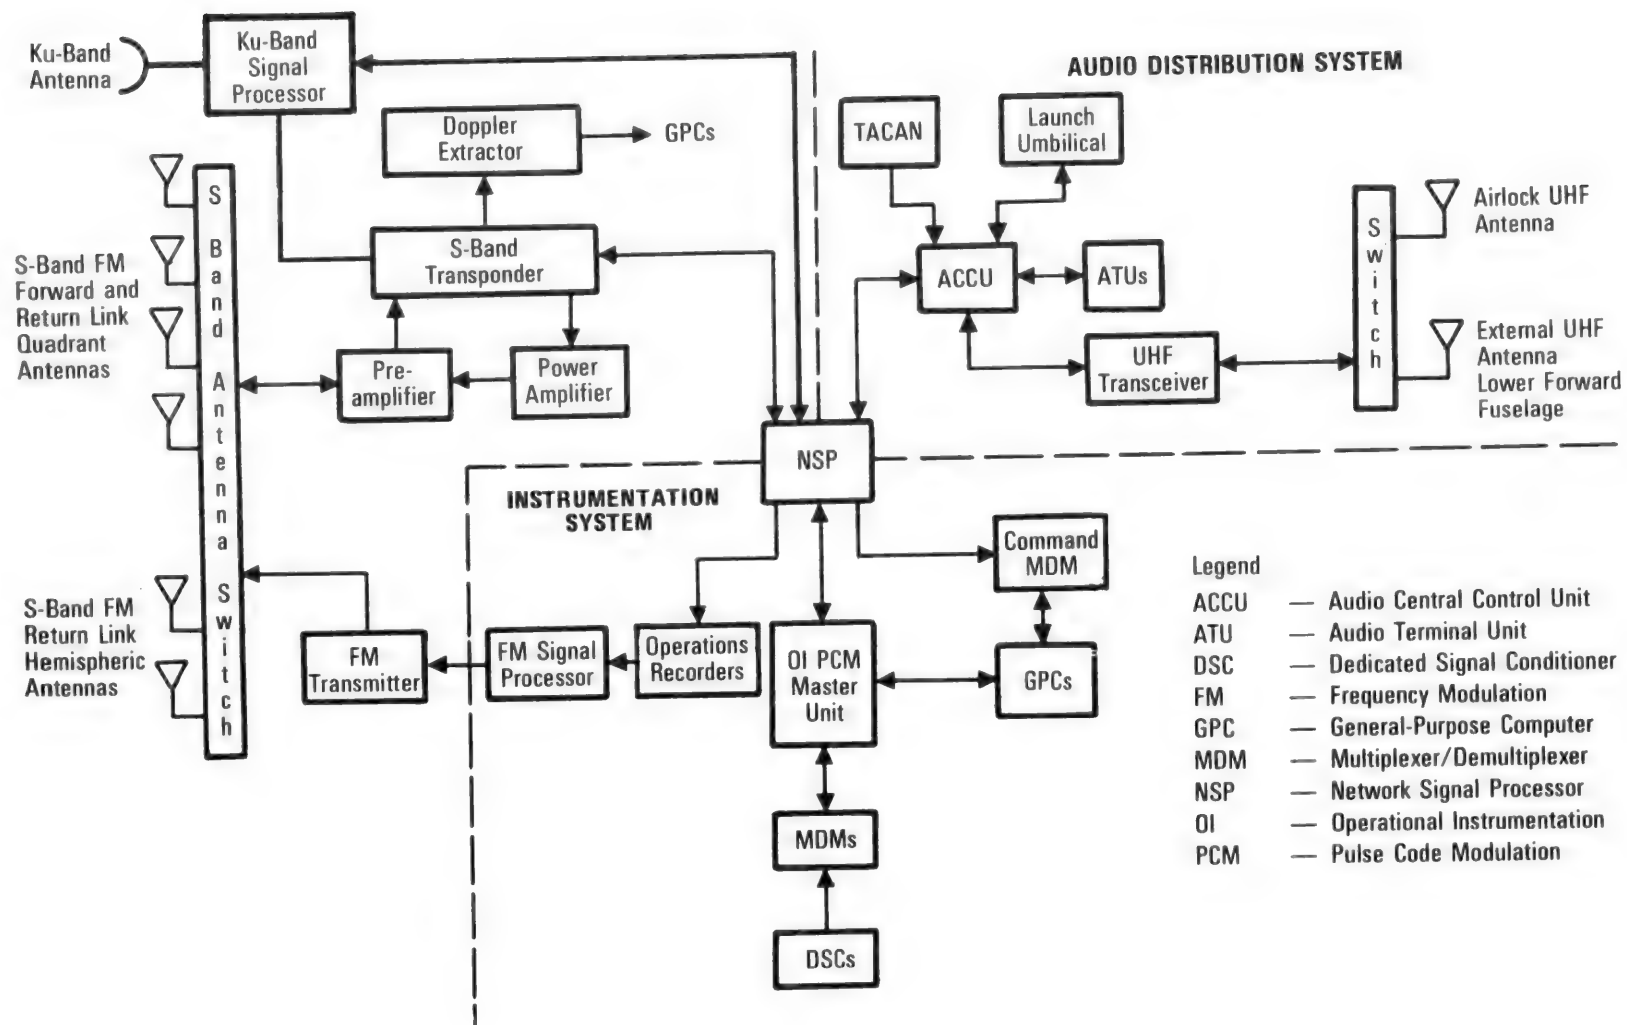 Ku-Band
Antenna
Ku-Band
Signal
Processor
AUDIO DISTRIBUTION SYSTEM
Doppler
Extractor
GPCs
TACAN
Launch
Umbilical
S Band Antenna Switch
S-Band FM
Forward and
Return Link
Quadrant
Antennas
S-Band
Transponder
ACCU
ATUs
Switch
Airlock UHF
Antenna
Pre-
amplifier
Power
Amplifier
UHF
Transceiver
External UHF
Antenna
Lower Forward
Fuselage
NSP
INSTRUMENTATION
SYSTEM
S-Band FM
Return Link
Hemispheric
Antennas
FM
Transmitter
FM Signal
Processor
Operations
Recorders
OI PCM
Master
Unit
Command
MDM
GPCs
MDMs
DSCs
Legend
ACCU — Audio Central Control Unit
ATU — Audio Terminal Unit
DSC — Dedicated Signal Conditioner
FM — Frequency Modulation
GPC — General-Purpose Computer
MDM — Multiplexer/Demultiplexer
NSP — Network Signal Processor
OI — Operational Instrumentation
PCM — Pulse Code Modulation